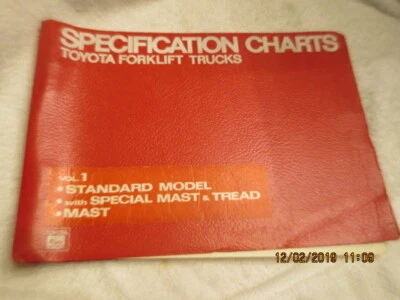 SPECIFICATION CHARTS
TOYOTA FORKLIFT TRUCKS
VOL.1
• STANDARD MODEL
• with SPECIAL MAST & TREAD
• MAST
12/02/2019 11:09